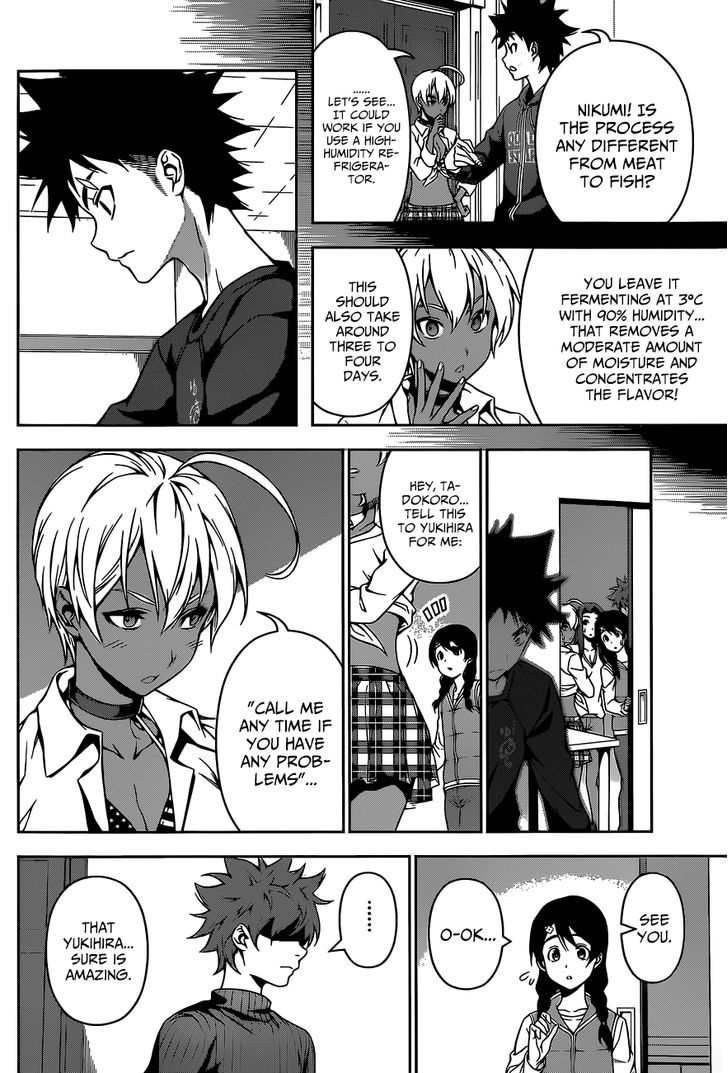 NIKUMI! IS
THE PROCESS
ANY DIFFERENT
FROM MEAT
TO FISH?
......
LET'S SEE...
IT COULD
WORK IF YOU
USE A HIGH-
HUMIDITY RE-
FRIGERA-
TOR.
YOU LEAVE IT
FERMENTING AT 3°C
WITH 90% HUMIDITY...
THAT REMOVES A
MODERATE AMOUNT
OF MOISTURE AND
CONCENTRATES
THE FLAVOR!
THIS
SHOULD
ALSO TAKE
AROUND
THREE TO
FOUR
DAYS.
HEY, TA-
DOKORO...
TELL THIS
TO YUKIHIRA
FOR ME:
"CALL ME
ANY TIME IF
YOU HAVE
ANY PROB-
LEMS"...
SEE
YOU.
O-OK...
......
THAT
YUKIHIRA...
SURE IS
AMAZING.